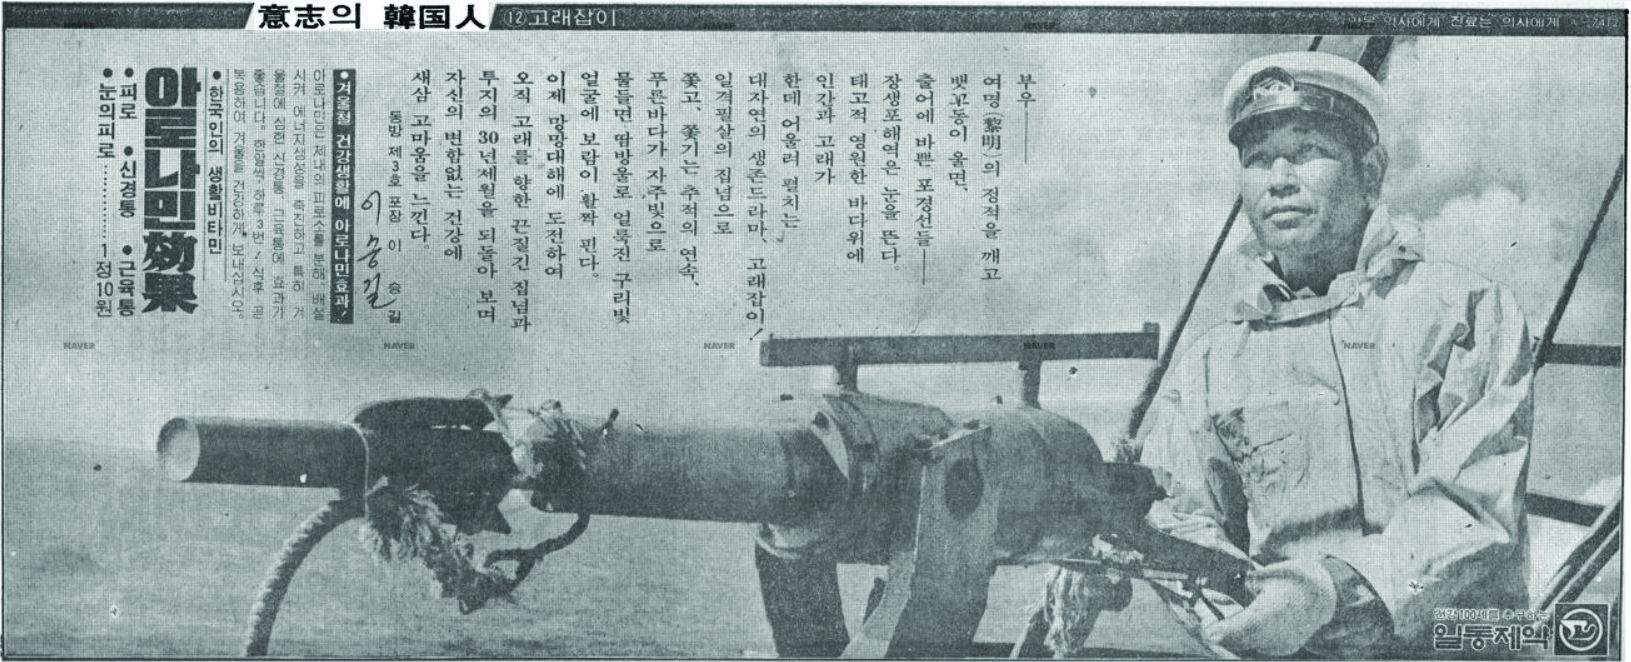 意志의 韓国人
⑫고래잡이
진료는 의사에게
부우——
여명(黎明)의 정적을 깨고
뱃고동이 울면,
출어에 바쁜 포경선들——
장생포해역은 눈을 뜬다.
태고적 영원한 바다위에
인간과 고래가
한데 어울려 펼치는
대자연의 생존드라마, 고래잡이!
일격필살의 집념으로
쫓고, 쫓기는 추적의 연속,
푸른바다가 자주빛으로
물들면 땀방울로 얼룩진 구리빛
얼굴에 보람이 활짝 핀다.
이제 망망대해에 도전하여
오직 고래를 향한 끈질긴 집념과
투지의 30년세월을 되돌아 보며
자신의 변함없는 건강에
새삼 고마움을 느낀다.
동방 제3호 포장 이 승 길
이승길
●겨울철 건강생활에 아로나민효과!
아로나민은 체내의 피로소를 분해, 배설
시켜 에너지생성을 촉진하고 특히 겨
울철에 심한 신경통, 근육통에 효과가
좋습니다. 한알씩, 하루 3번 식후 곧
복용하여 겨울을 건강하게 보내십시오.
●한국인의 생활비타민
아로나민効果
●피로 ●신경통 ●근육통
●눈의피로…………1정10원
건강100세를 추구하는
일동제약
NAVER
NAVER
NAVER
NAVER
NAVER